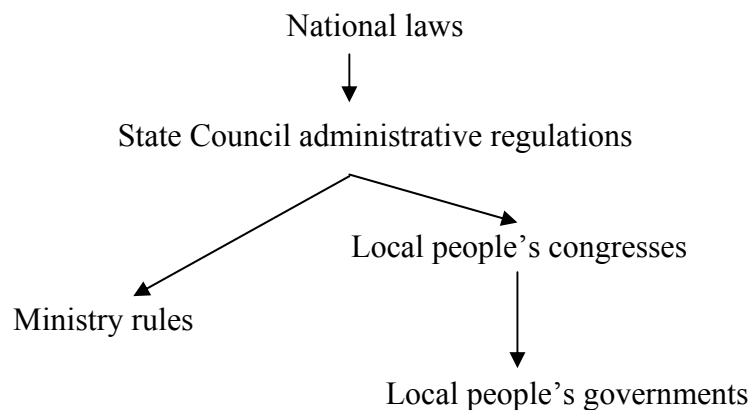 National laws
State Council administrative regulations
Local people’s congresses
Ministry rules
Local people’s governments